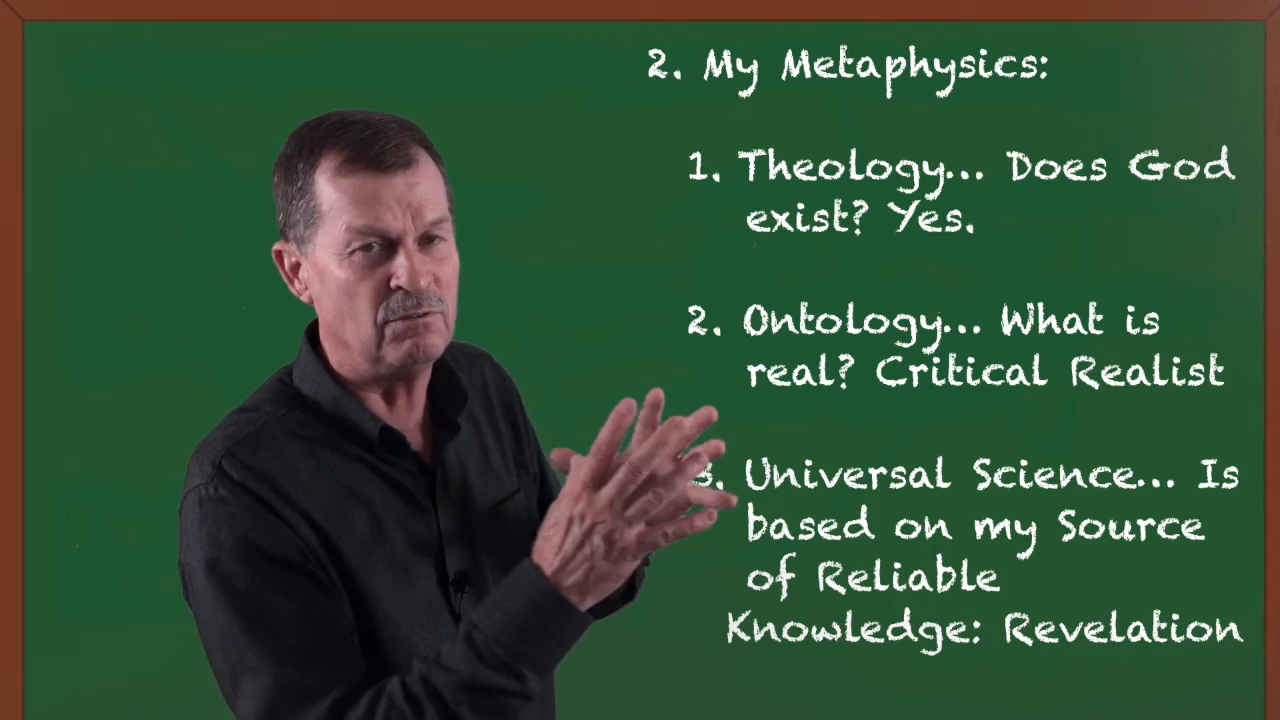 2. My Metaphysics:
1. Theology... Does God
exist? Yes.
2. Ontology... What is
real? Critical Realist
3. Universal Science... Is
based on my Source
of Reliable
Knowledge: Revelation